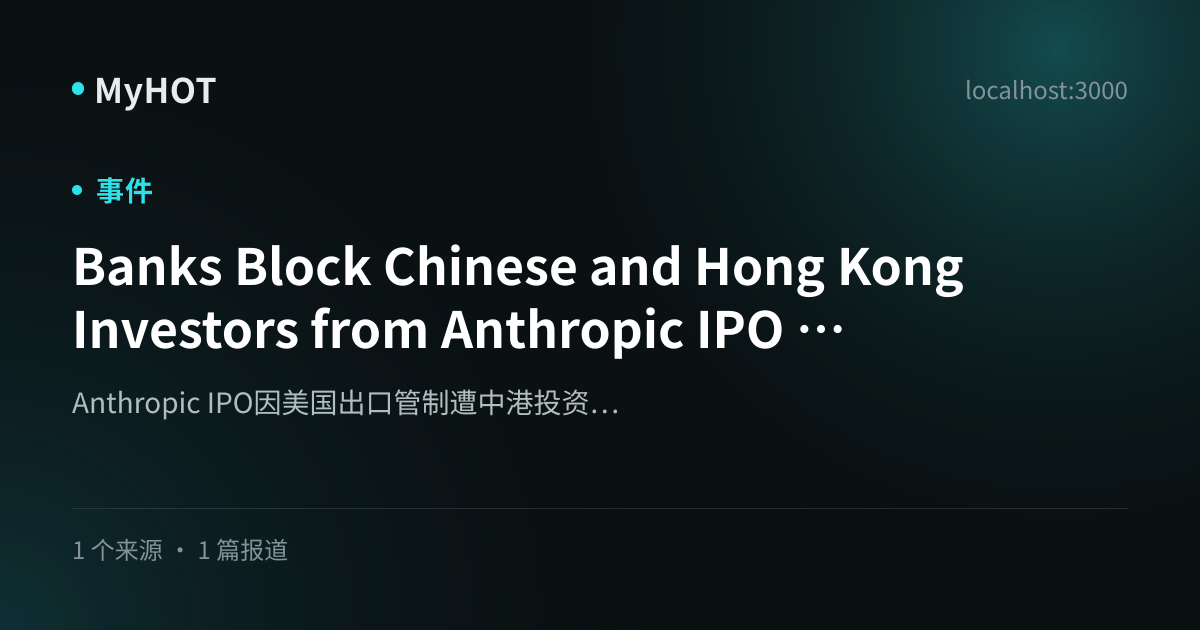 MyHOT
localhost:3000
事件
Banks Block Chinese and Hong Kong
Investors from Anthropic IPO ···
Anthropic IPO因美国出口管制遭中港投资…
1 个来源 · 1 篇报道